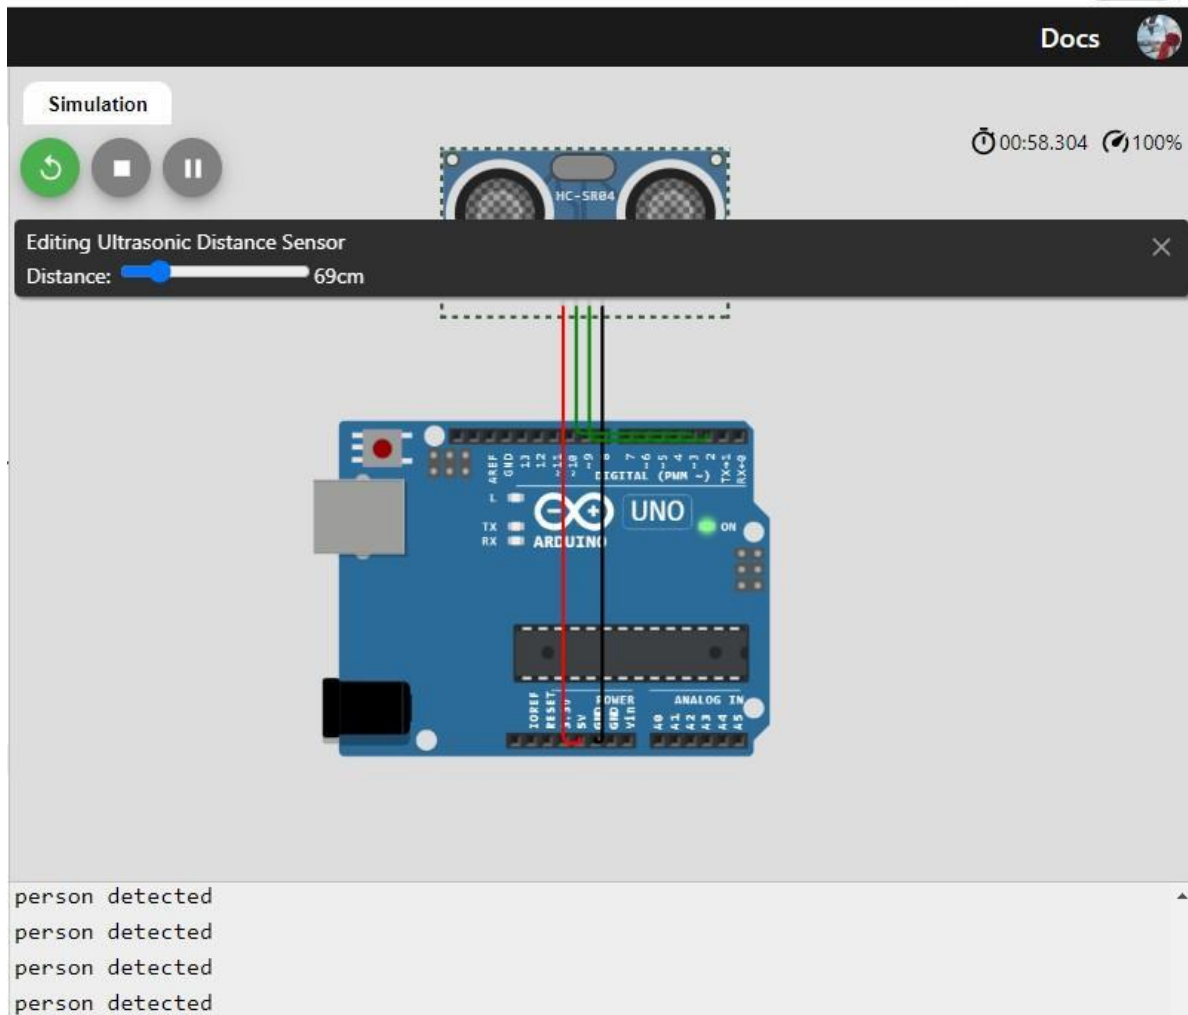 Docs
Simulation
00:58.304 100%
HC-SR04
Editing Ultrasonic Distance Sensor
Distance: 69cm
AREF
GND
13
12
~11
~10
~9
8
7
~6
~5
4
~3
2
TX→1
RX←0
DIGITAL (PWM ~)
L
TX
RX
UNO
ON
ARDUINO
IOREF
RESET
3.3V
5V
GND
GND
Vin
POWER
ANALOG IN
A0
A1
A2
A3
A4
A5
person detected
person detected
person detected
person detected